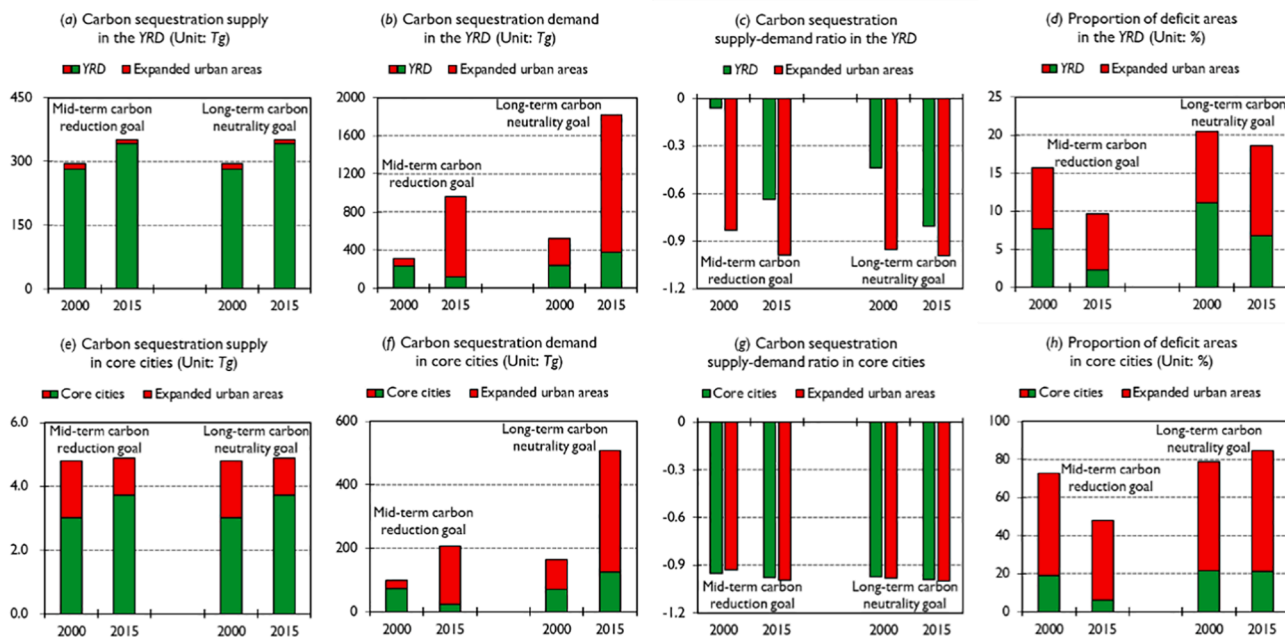 (a) Carbon sequestration supply
in the YRD (Unit: Tg)
YRD Expanded urban areas
450
300
150
0
Mid-term carbon
reduction goal
Long-term carbon
neutrality goal
2000 2015 2000 2015
(b) Carbon sequestration demand
in the YRD (Unit: Tg)
YRD Expanded urban areas
2000
1600
1200
800
400
0
Long-term carbon
neutrality goal
Mid-term carbon
reduction goal
2000 2015 2000 2015
(c) Carbon sequestration
supply-demand ratio in the YRD
YRD Expanded urban areas
0
-0.3
-0.6
-0.9
-1.2
Mid-term carbon
reduction goal
Long-term carbon
neutrality goal
2000 2015 2000 2015
(d) Proportion of deficit areas
in the YRD (Unit: %)
YRD Expanded urban areas
25
20
15
10
5
0
Long-term carbon
neutrality goal
Mid-term carbon
reduction goal
2000 2015 2000 2015
(e) Carbon sequestration supply
in core cities (Unit: Tg)
Core cities Expanded urban areas
6.0
4.0
2.0
0.0
Mid-term carbon
reduction goal
Long-term carbon
neutrality goal
2000 2015 2000 2015
(f) Carbon sequestration demand
in core cities (Unit: Tg)
Core cities Expanded urban areas
600
400
200
0
Long-term carbon
neutrality goal
Mid-term carbon
reduction goal
2000 2015 2000 2015
(g) Carbon sequestration
supply-demand ratio in core cities
Core cities Expanded urban areas
0
-0.3
-0.6
-0.9
-1.2
Mid-term carbon
reduction goal
Long-term carbon
neutrality goal
2000 2015 2000 2015
(h) Proportion of deficit areas
in core cities (Unit: %)
Core cities Expanded urban areas
100
80
60
40
20
0
Long-term carbon
neutrality goal
Mid-term carbon
reduction goal
2000 2015 2000 2015